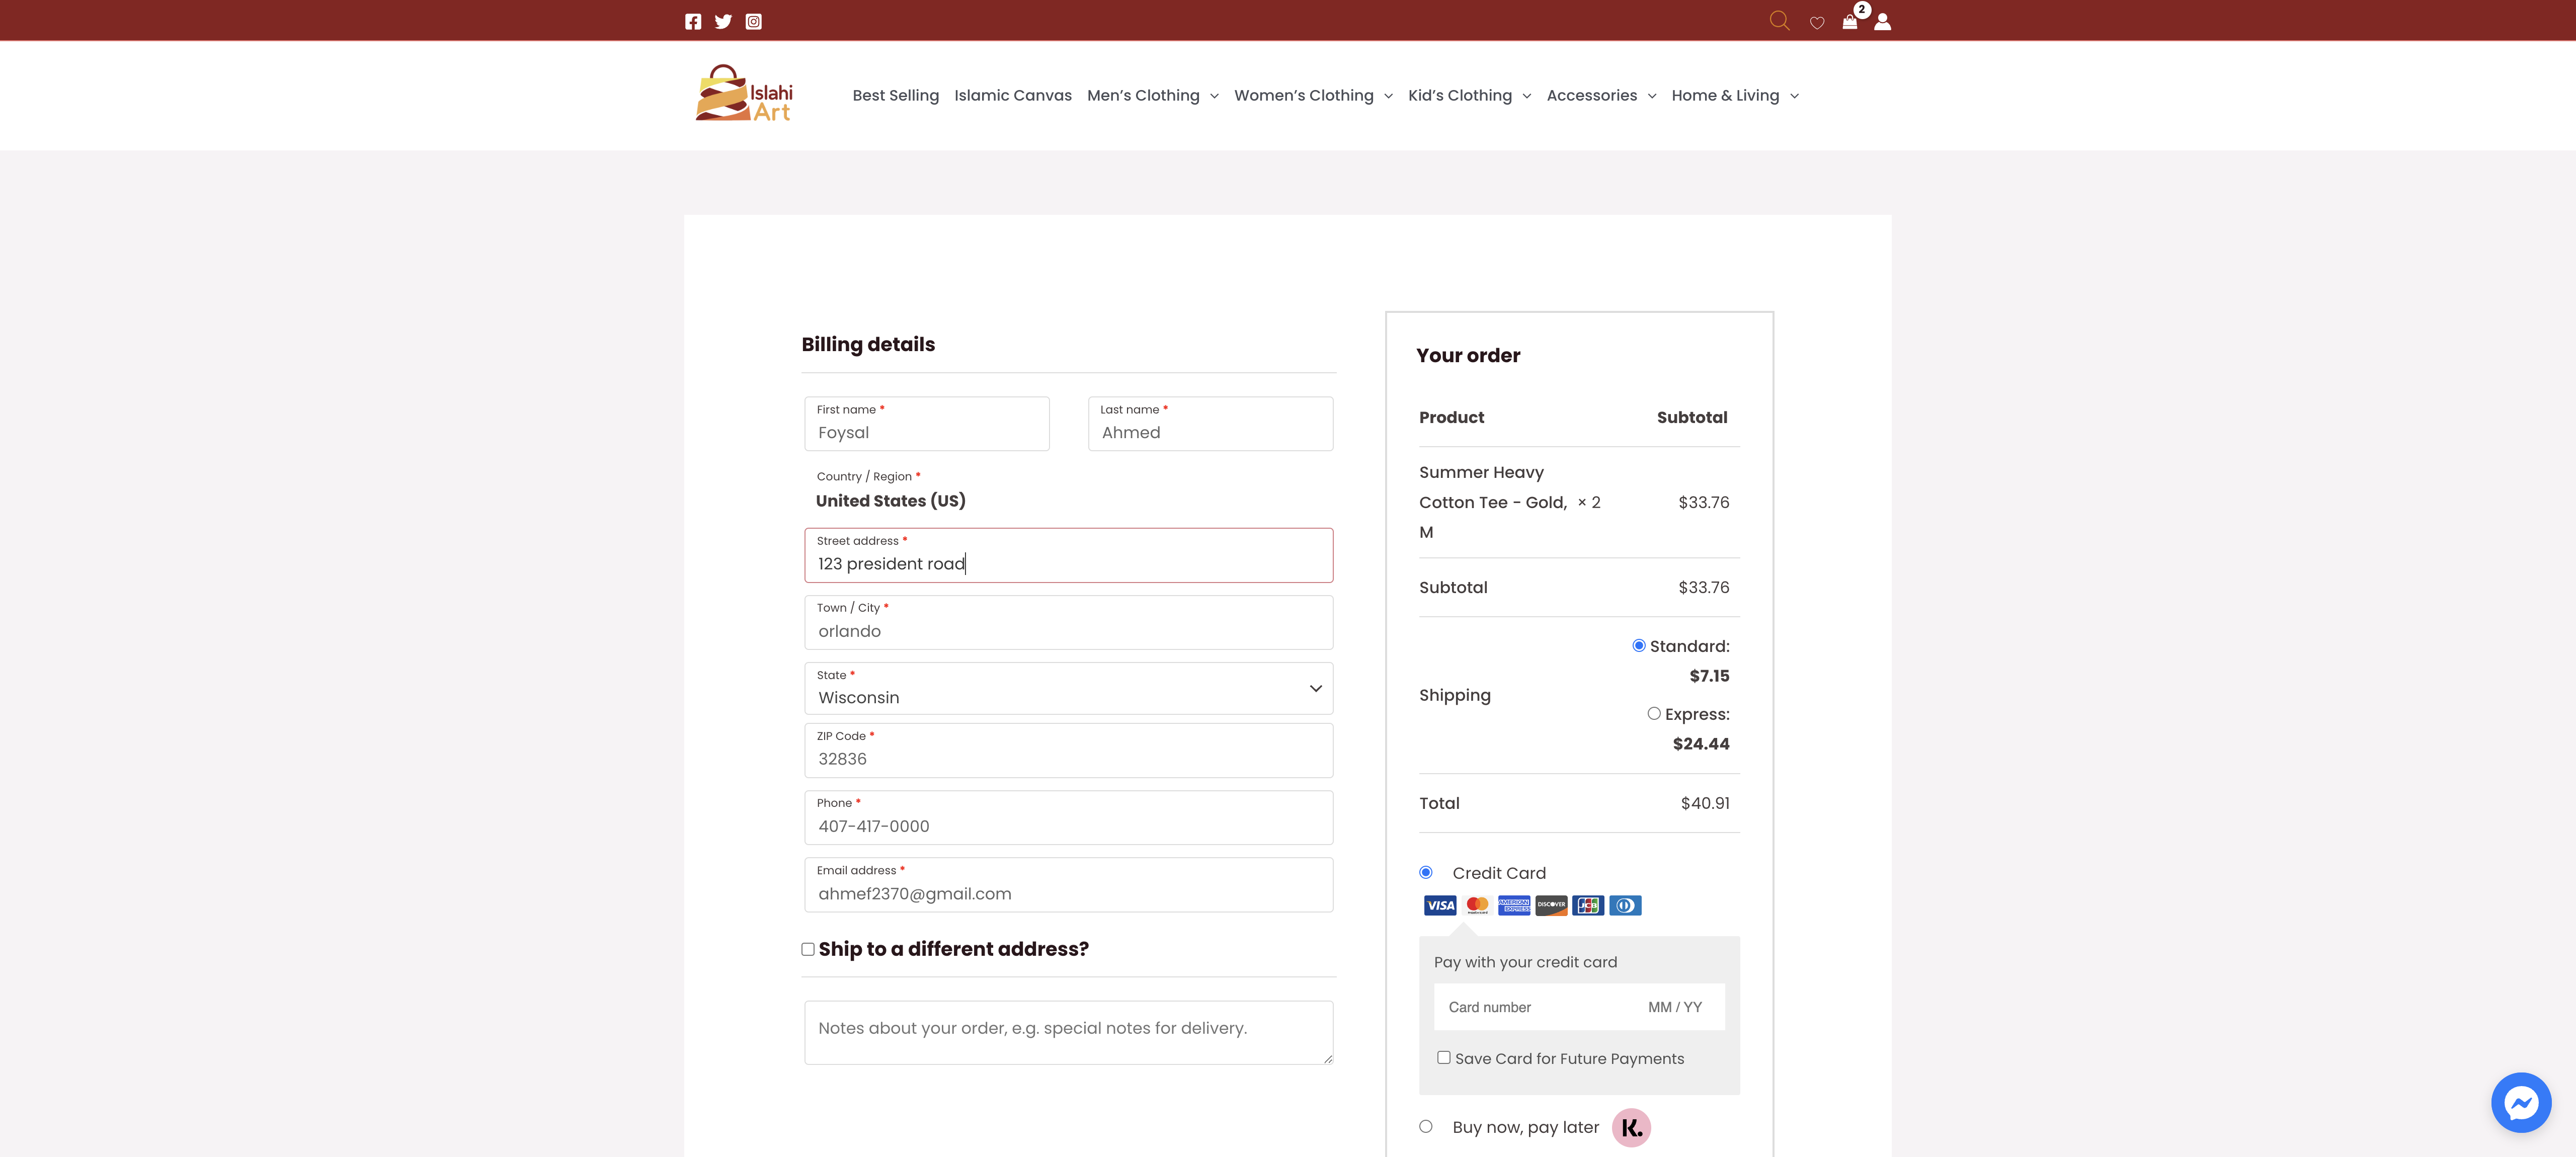 2
Islahi
Art
Best Selling Islamic Canvas Men's Clothing Women's Clothing Kid's Clothing Accessories Home & Living
Billing details
First name *
Foysal
Last name *
Ahmed
Country / Region *
United States (US)
Street address *
123 president road
Town / City *
orlando
State *
Wisconsin
ZIP Code *
32836
Phone *
407-417-0000
Email address *
ahmef2370@gmail.com
Ship to a different address?
Notes about your order, e.g. special notes for delivery.
Your order
Product Subtotal
Summer Heavy
Cotton Tee - Gold, × 2 $33.76
M
Subtotal $33.76
Shipping
Standard:
$7.15
Express:
$24.44
Total $40.91
Credit Card
VISA mastercard AMERICAN EXPRESS DISCOVER JCB
Pay with your credit card
Card number MM / YY
Save Card for Future Payments
Buy now, pay later K.